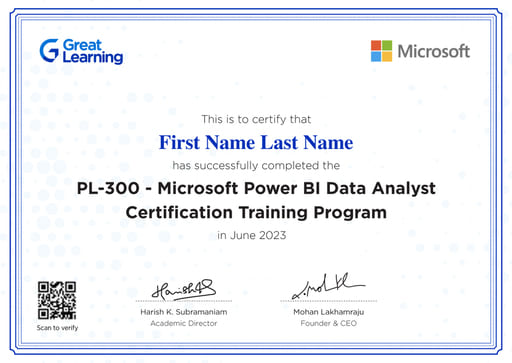 Great
Learning
Microsoft
This is to certify that
First Name Last Name
has successfully completed the
PL-300 - Microsoft Power BI Data Analyst
Certification Training Program
in June 2023
Harish K. Subramaniam
Academic Director
Mohan Lakhamraju
Founder & CEO
Scan to verify